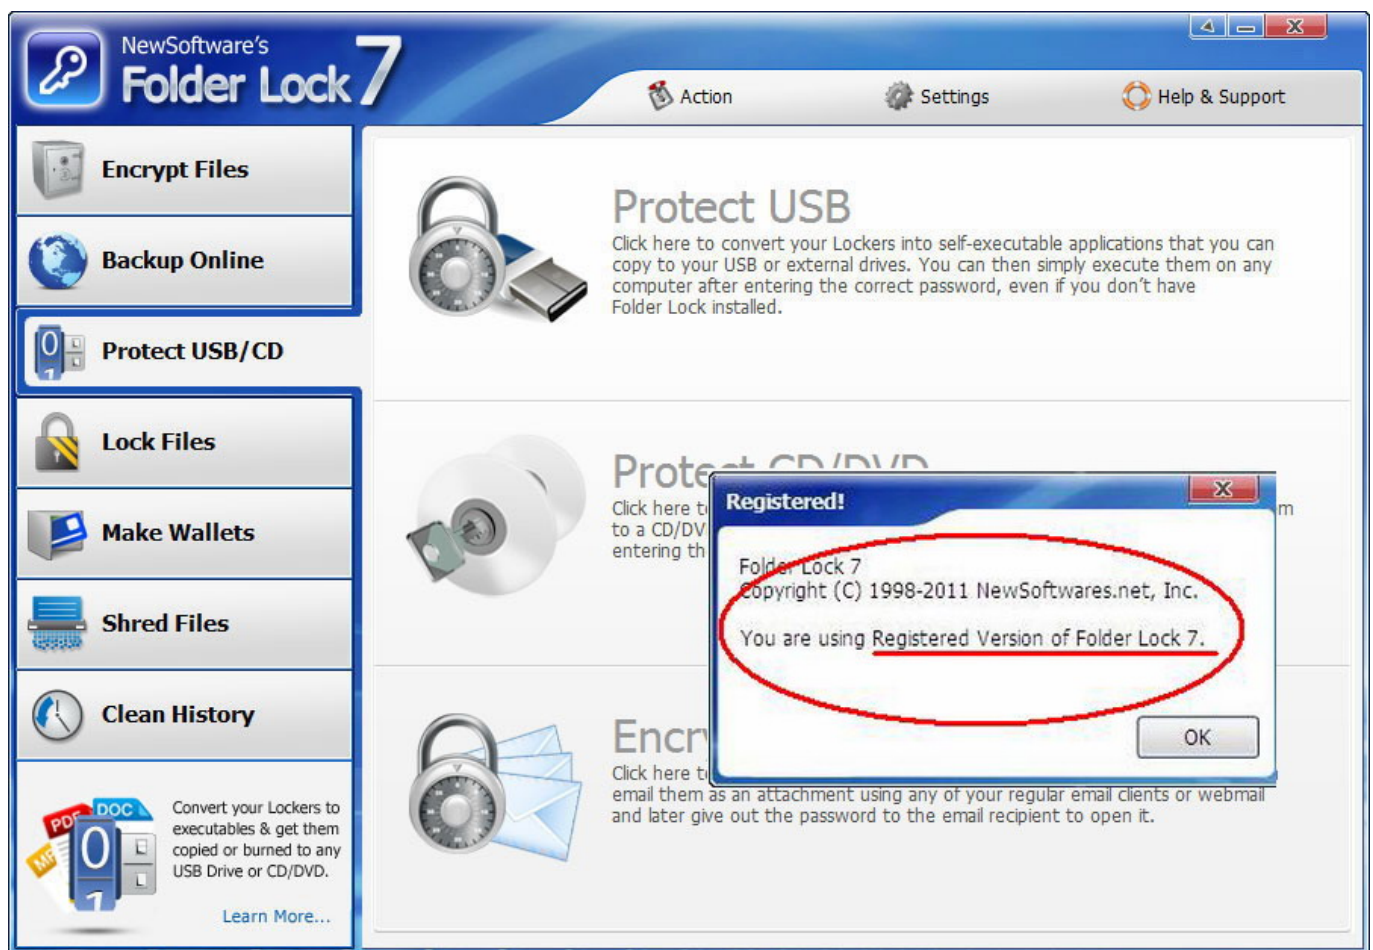 NewSoftware's
Folder Lock 7
Action
Settings
Help & Support
Encrypt Files
Backup Online
Protect USB/CD
Lock Files
Make Wallets
Shred Files
Clean History
PDF
DOC
0
1
Convert your Lockers to
executables & get them
copied or burned to any
USB Drive or CD/DVD.
Learn More...
Protect USB
Click here to convert your Lockers into self-executable applications that you can
copy to your USB or external drives. You can then simply execute them on any
computer after entering the correct password, even if you don't have
Folder Lock installed.
Protect CD/DVD
Click here t
to a CD/DV
entering th
m
Registered!
Folder Lock 7
Copyright (C) 1998-2011 NewSoftwares.net, Inc.
You are using Registered Version of Folder Lock 7.
OK
Encr
Click here t
email them as an attachment using any of your regular email clients or webmail
and later give out the password to the email recipient to open it.